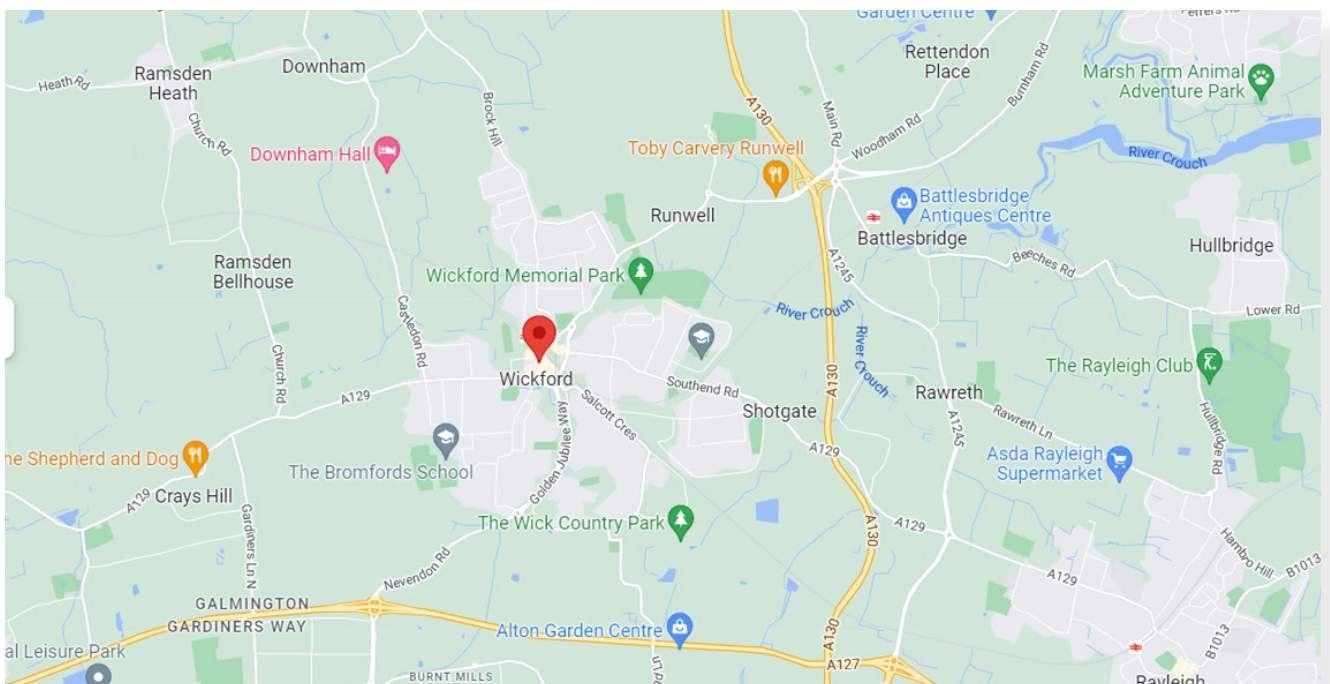 Garden Centre
Ferrers Rd
Rettendon
Place
Burnham Rd
Marsh Farm Animal
Adventure Park
Heath Rd
Ramsden
Heath
Downham
Brock Hill
A130
Main Rd
Woodham Rd
River Crouch
Church Rd
Downham Hall
Toby Carvery Runwell
Battlesbridge
Antiques Centre
Runwell
Battlesbridge
Hullbridge
A1245
Beeches Rd
Ramsden
Bellhouse
Wickford Memorial Park
River Crouch
Lower Rd
Castledon Rd
River
Crouch
Church Rd
The Rayleigh Club
Wickford
Southend Rd
A130
Rawreth
A129
Shotgate
Salcott Cres
Rawreth Ln
Hullbridge Rd
Golden Jubilee Way
A1245
he Shepherd and Dog
The Bromfords School
A129
Asda Rayleigh
Supermarket
A129
Crays Hill
Gardiners Ln N
The Wick Country Park
A130
A129
Nevendon Rd
Hambro Hill
B1013
A129
GALMINGTON
GARDINERS WAY
Alton Garden Centre
A130
B1013
al Leisure Park
A127
BURNT MILLS
Rayleigh